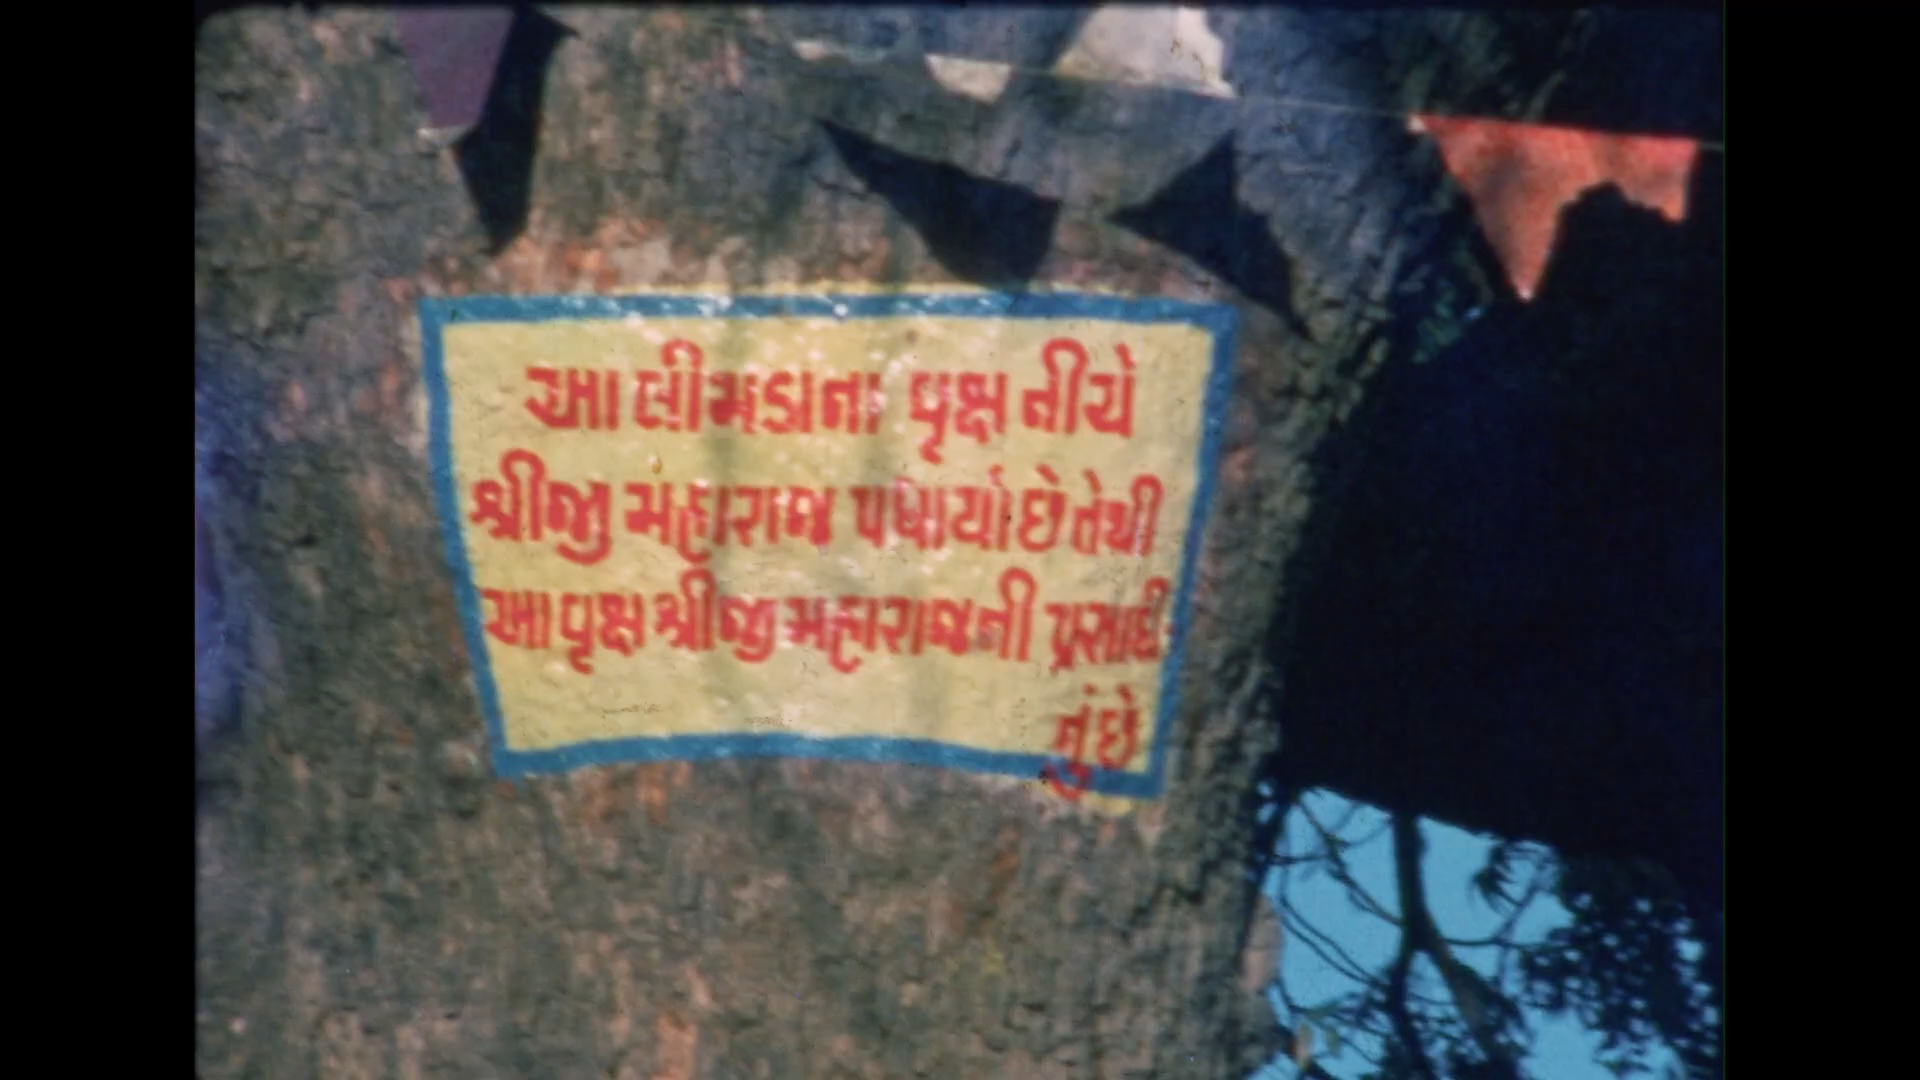 આ લીમડાના વૃક્ષ નીચે
શ્રીજી મહારાજ પધાર્યા છે તેથી
આ વૃક્ષ શ્રીજી મહારાજની પ્રસાદી-
નું છે